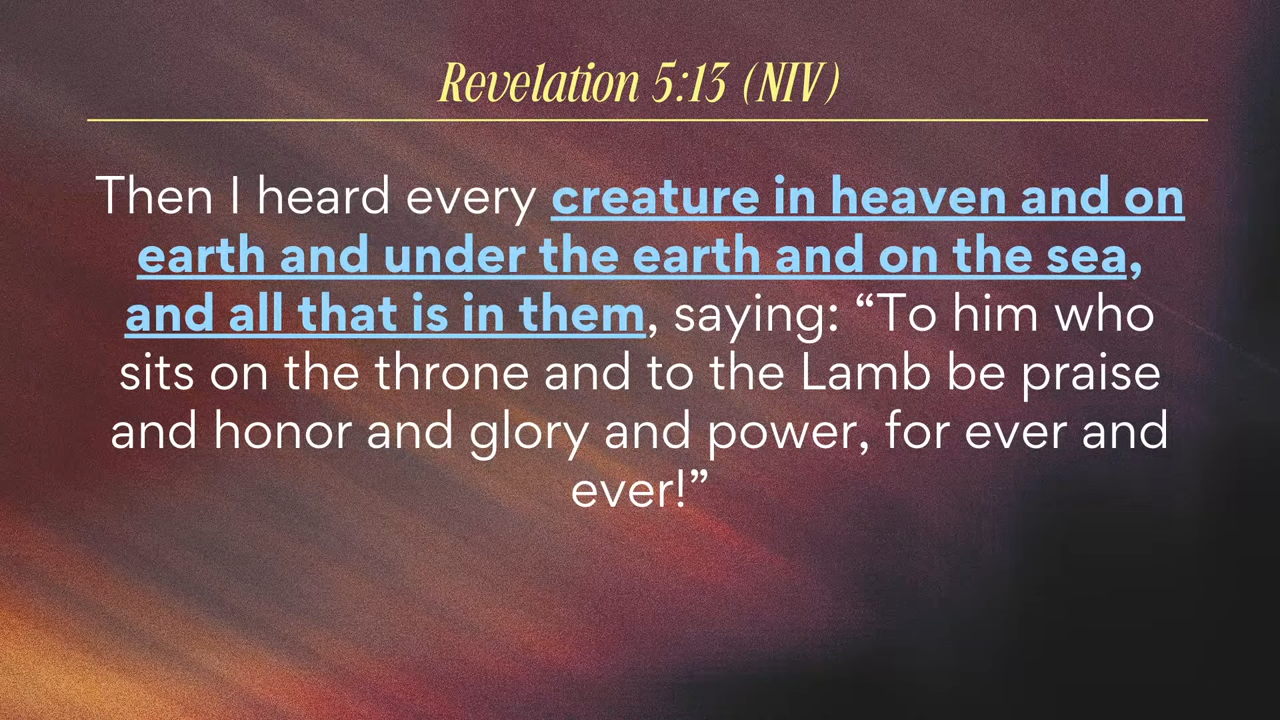 Revelation 5:13 (NIV)
Then I heard every creature in heaven and on
earth and under the earth and on the sea,
and all that is in them, saying: “To him who
sits on the throne and to the Lamb be praise
and honor and glory and power, for ever and
ever!”